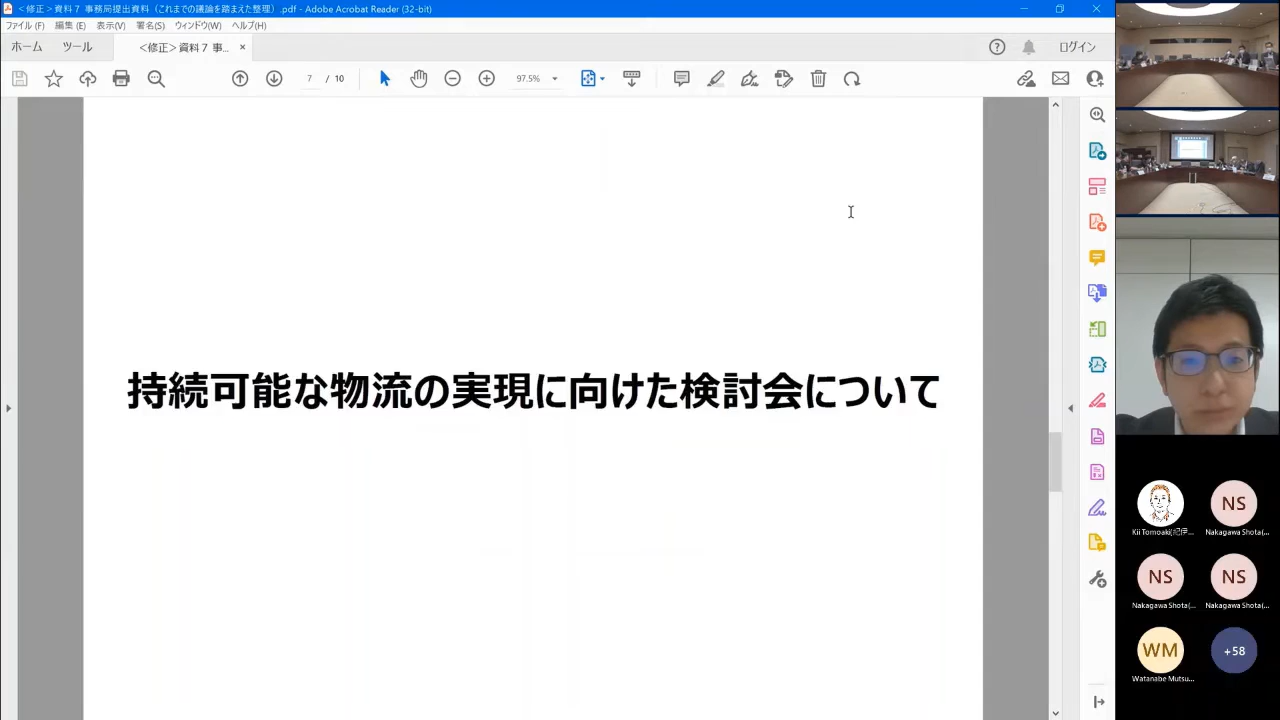 ＜修正＞資料７ 事務局提出資料（これまでの議論を踏まえた整理）.pdf - Adobe Acrobat Reader (32-bit)
ファイル(F) 編集(E) 表示(V) 署名(S) ウィンドウ(W) ヘルプ(H)
ホーム ツール ＜修正＞資料７ 事... × ログイン
7 / 10 97.5%
持続可能な物流の実現に向けた検討会について
Kii Tomoaki(紀伊... Nakagawa Shota(...
NS
NS NS
Nakagawa Shota(... Nakagawa Shota(...
WM +58
Watanabe Mutsu...